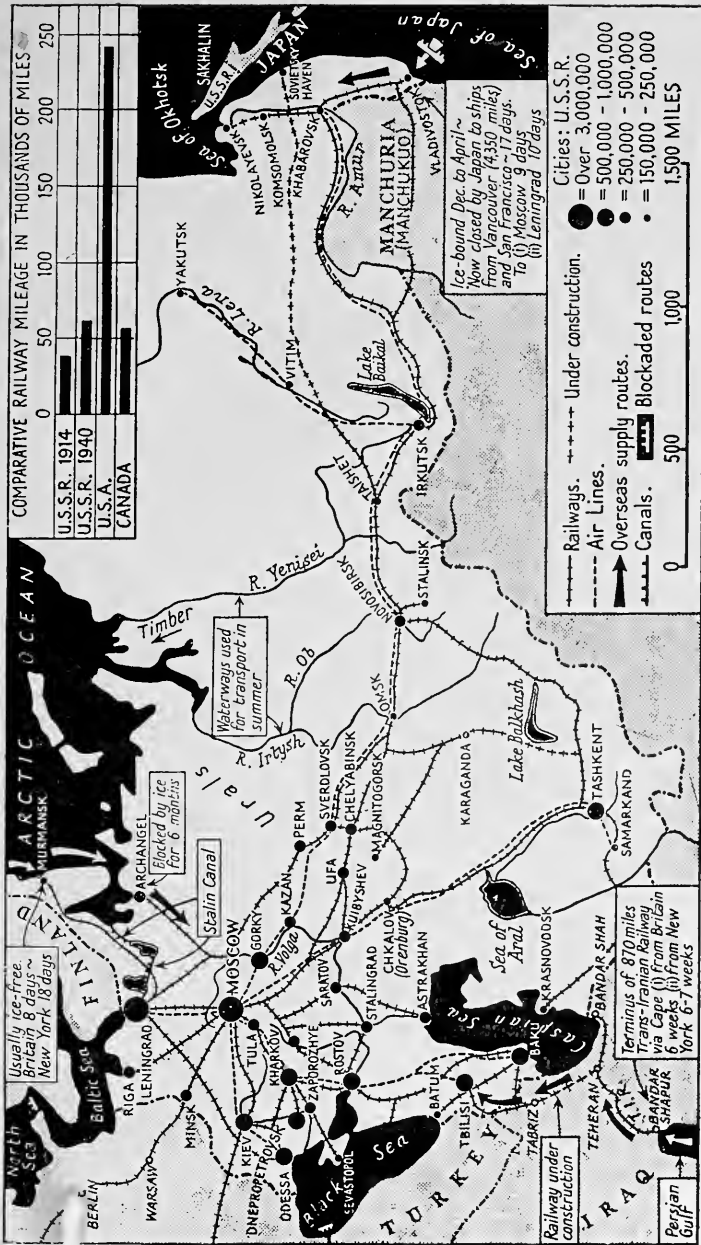 COMPARATIVE RAILWAY MILEAGE IN THOUSANDS OF MILES
0 50 100 150 200 250
U.S.S.R. 1914
U.S.S.R. 1940
U.S.A.
CANADA
ARCTIC OCEAN
MURMANSK
Usually ice-free.
Britain 8 days~
New York 18 days
FINLAND
ARCHANGEL
Blocked by ice
for 6 months
Stalin Canal
North
Sea
Baltic Sea
RIGA
LENINGRAD
BERLIN
WARSAW
MINSK
MOSCOW
GORKY
KAZAN
R. Volga
PERM
Urals
SVERDLOVSK
CHELYABINSK
MAGNITOGORSK
UFA
KUIBYSHEV
CHKALOV
(Orenburg)
TULA
SARATOV
STALINGRAD
ASTRAKHAN
KIEV
KHARKOV
DNEPROPETROVSK
ZAPOROZHYE
ROSTOV
ODESSA
SEVASTOPOL
Black Sea
BATUM
TBILISI
BAKU
Caspian Sea
KRASNOVODSK
BANDAR SHAH
TURKEY
TABRIZ
TEHERAN
Railway under
construction
IRAQ
BANDAR
SHAPUR
Persian
Gulf
Terminus of 870 miles
Trans-Iranian Railway
via Cape (i) from Britain
6 weeks (ii) from New
York 6-7 weeks
Sea of
Aral
TASHKENT
SAMARKAND
Lake Balkhash
KARAGANDA
OMSK
R. Irtysh
R. Ob
Waterways used
for transport in
summer
Timber
R. Yenisei
NOVOSIBIRSK
STALINSK
TAISHET
IRKUTSK
Lake
Baikal
VITIM
R. Lena
YAKUTSK
Sea of Okhotsk
SAKHALIN
U.S.S.R.
JAPAN
SOVIETSKY
HAVEN
NIKOLAYEVSK
KOMSOMOLSK
KHABAROVSK
R. Amur
MANCHURIA
(MANCHUKUO)
VLADIVOSTOK
Sea of Japan
Ice-bound Dec. to April~
Now closed by Japan to ships
from Vancouver (4,350 miles)
and San Francisco~17 days.
To (i) Moscow 9 days
(ii) Leningrad 10 days
Railways.
Under construction.
Air Lines.
Overseas supply routes.
Canals.
Blockaded routes
Cities: U.S.S.R.
= Over 3,000,000
= 500,000 - 1,000,000
= 250,000 - 500,000
= 150,000 - 250,000
0 500 1,000 1,500 MILES